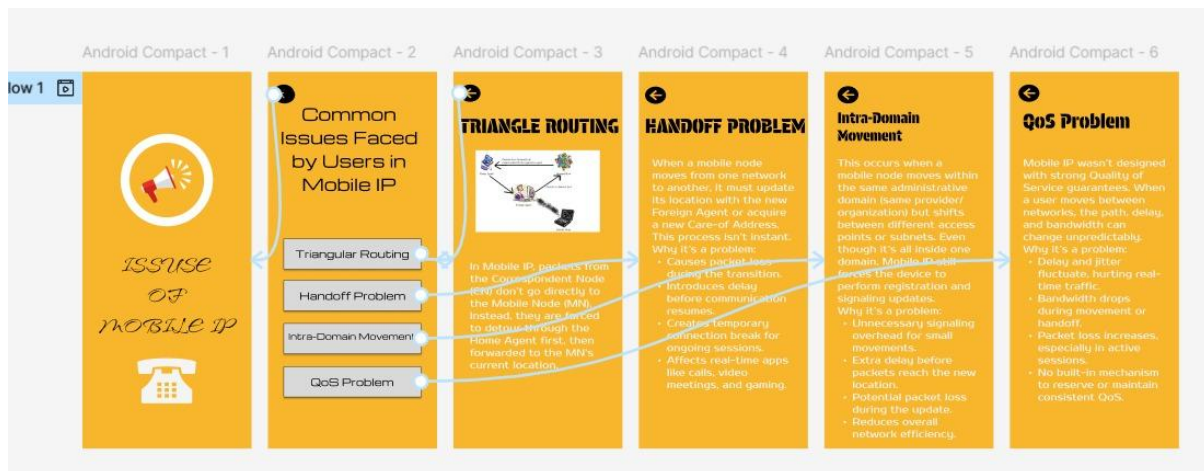 Android Compact - 1
Android Compact - 2
Android Compact - 3
Android Compact - 4
Android Compact - 5
Android Compact - 6
low 1
ISSUSE
OF
MOBILE IP
Common
Issues Faced
by Users in
Mobile IP
Triangular Routing
Handoff Problem
Intra-Domain Movement
QoS Problem
TRIANGLE ROUTING
In Mobile IP, packets from
the Correspondent Node
(CN) don't go directly to
the Mobile Node (MN).
Instead, they are forced
to detour through the
Home Agent first, then
forwarded to the MN's
current location.
HANDOFF PROBLEM
When a mobile node
moves from one network
to another, it must update
its location with the new
Foreign Agent or acquire
a new Care-of Address.
This process isn't instant.
Why it's a problem:
• Causes packet loss
during the transition.
• Introduces delay
before communication
resumes.
• Creates temporary
connection break for
ongoing sessions.
• Affects real-time apps
like calls, video
meetings, and gaming.
Intra-Domain
Movement
This occurs when a
mobile node moves within
the same administrative
domain (same provider/
organization) but shifts
between different access
points or subnets. Even
though it's all inside one
domain, Mobile IP still
forces the device to
perform registration and
signaling updates.
Why it's a problem:
• Unnecessary signaling
overhead for small
movements.
• Extra delay before
packets reach the new
location.
• Potential packet loss
during the update.
• Reduces overall
network efficiency.
QoS Problem
Mobile IP wasn't designed
with strong Quality of
Service guarantees. When
a user moves between
networks, the path, delay,
and bandwidth can
change unpredictably.
Why it's a problem:
• Delay and jitter
fluctuate, hurting real-
time traffic.
• Bandwidth drops
during movement or
handoff.
• Packet loss increases,
especially in active
sessions.
• No built-in mechanism
to reserve or maintain
consistent QoS.